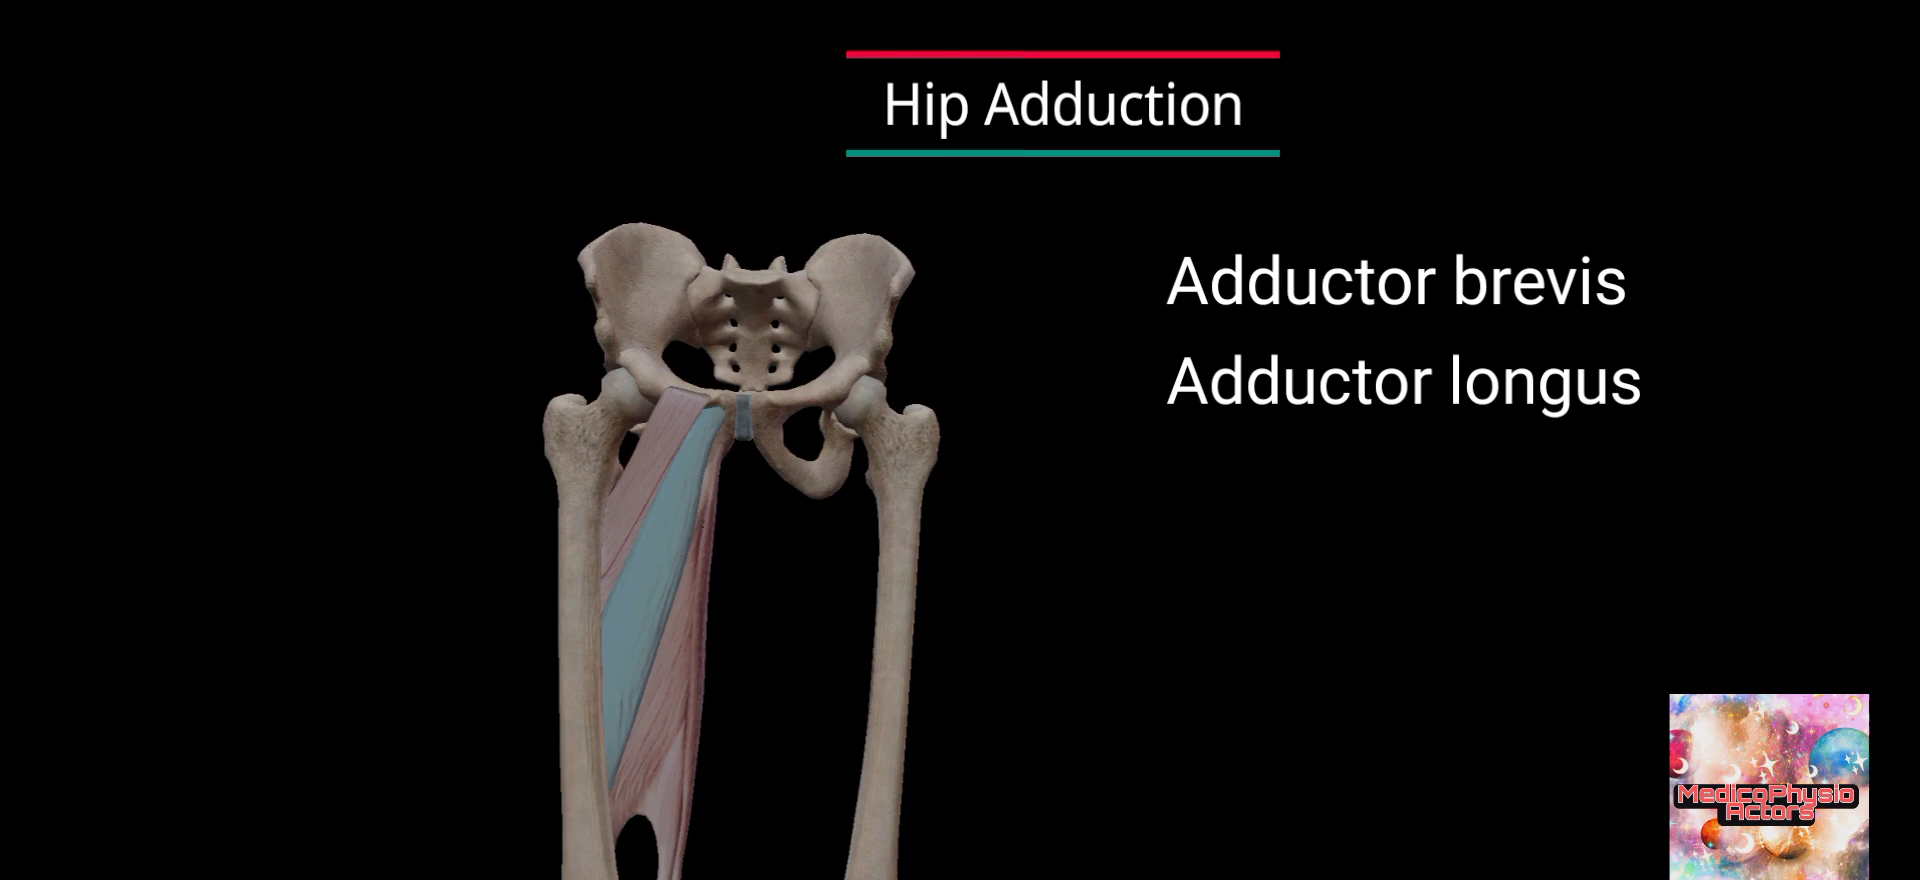 Hip Adduction
Adductor brevis
Adductor longus
MedicoPhysio
Actors